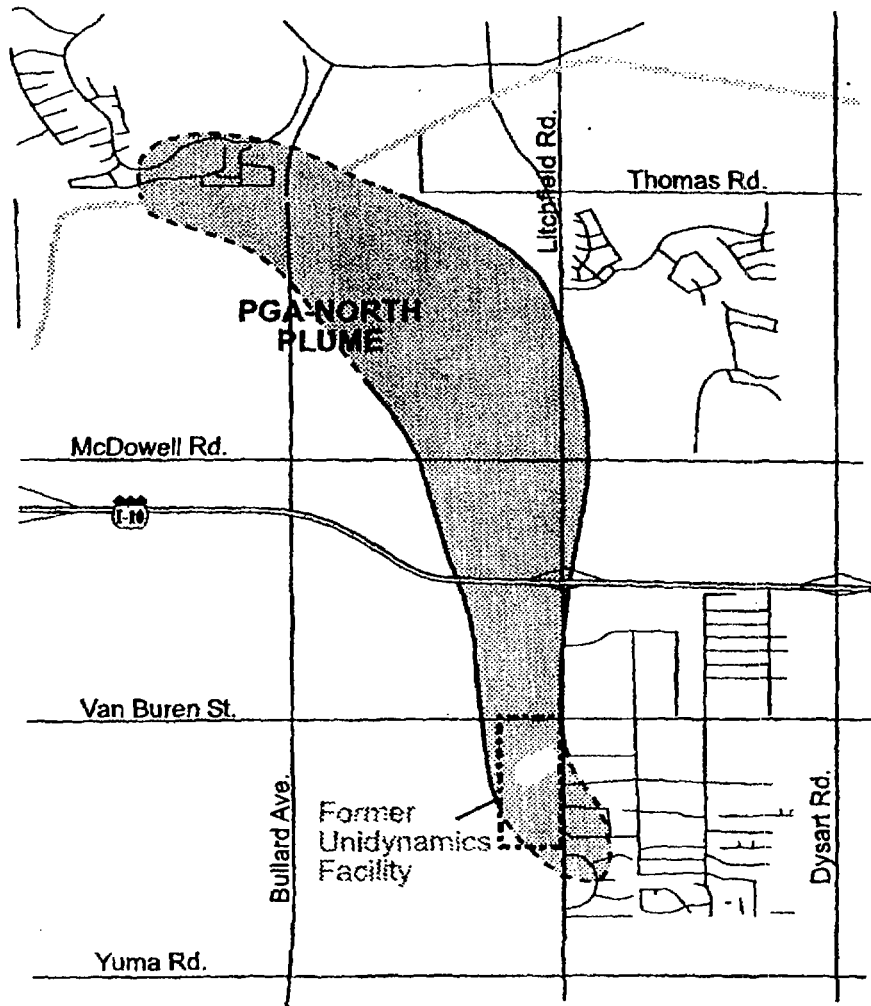 Litchfield Rd.
Thomas Rd.
PGA-NORTH
PLUME
McDowell Rd.
I-10
Van Buren St.
Bullard Ave.
Former
Unidynamics
Facility
Dysart Rd.
Yuma Rd.